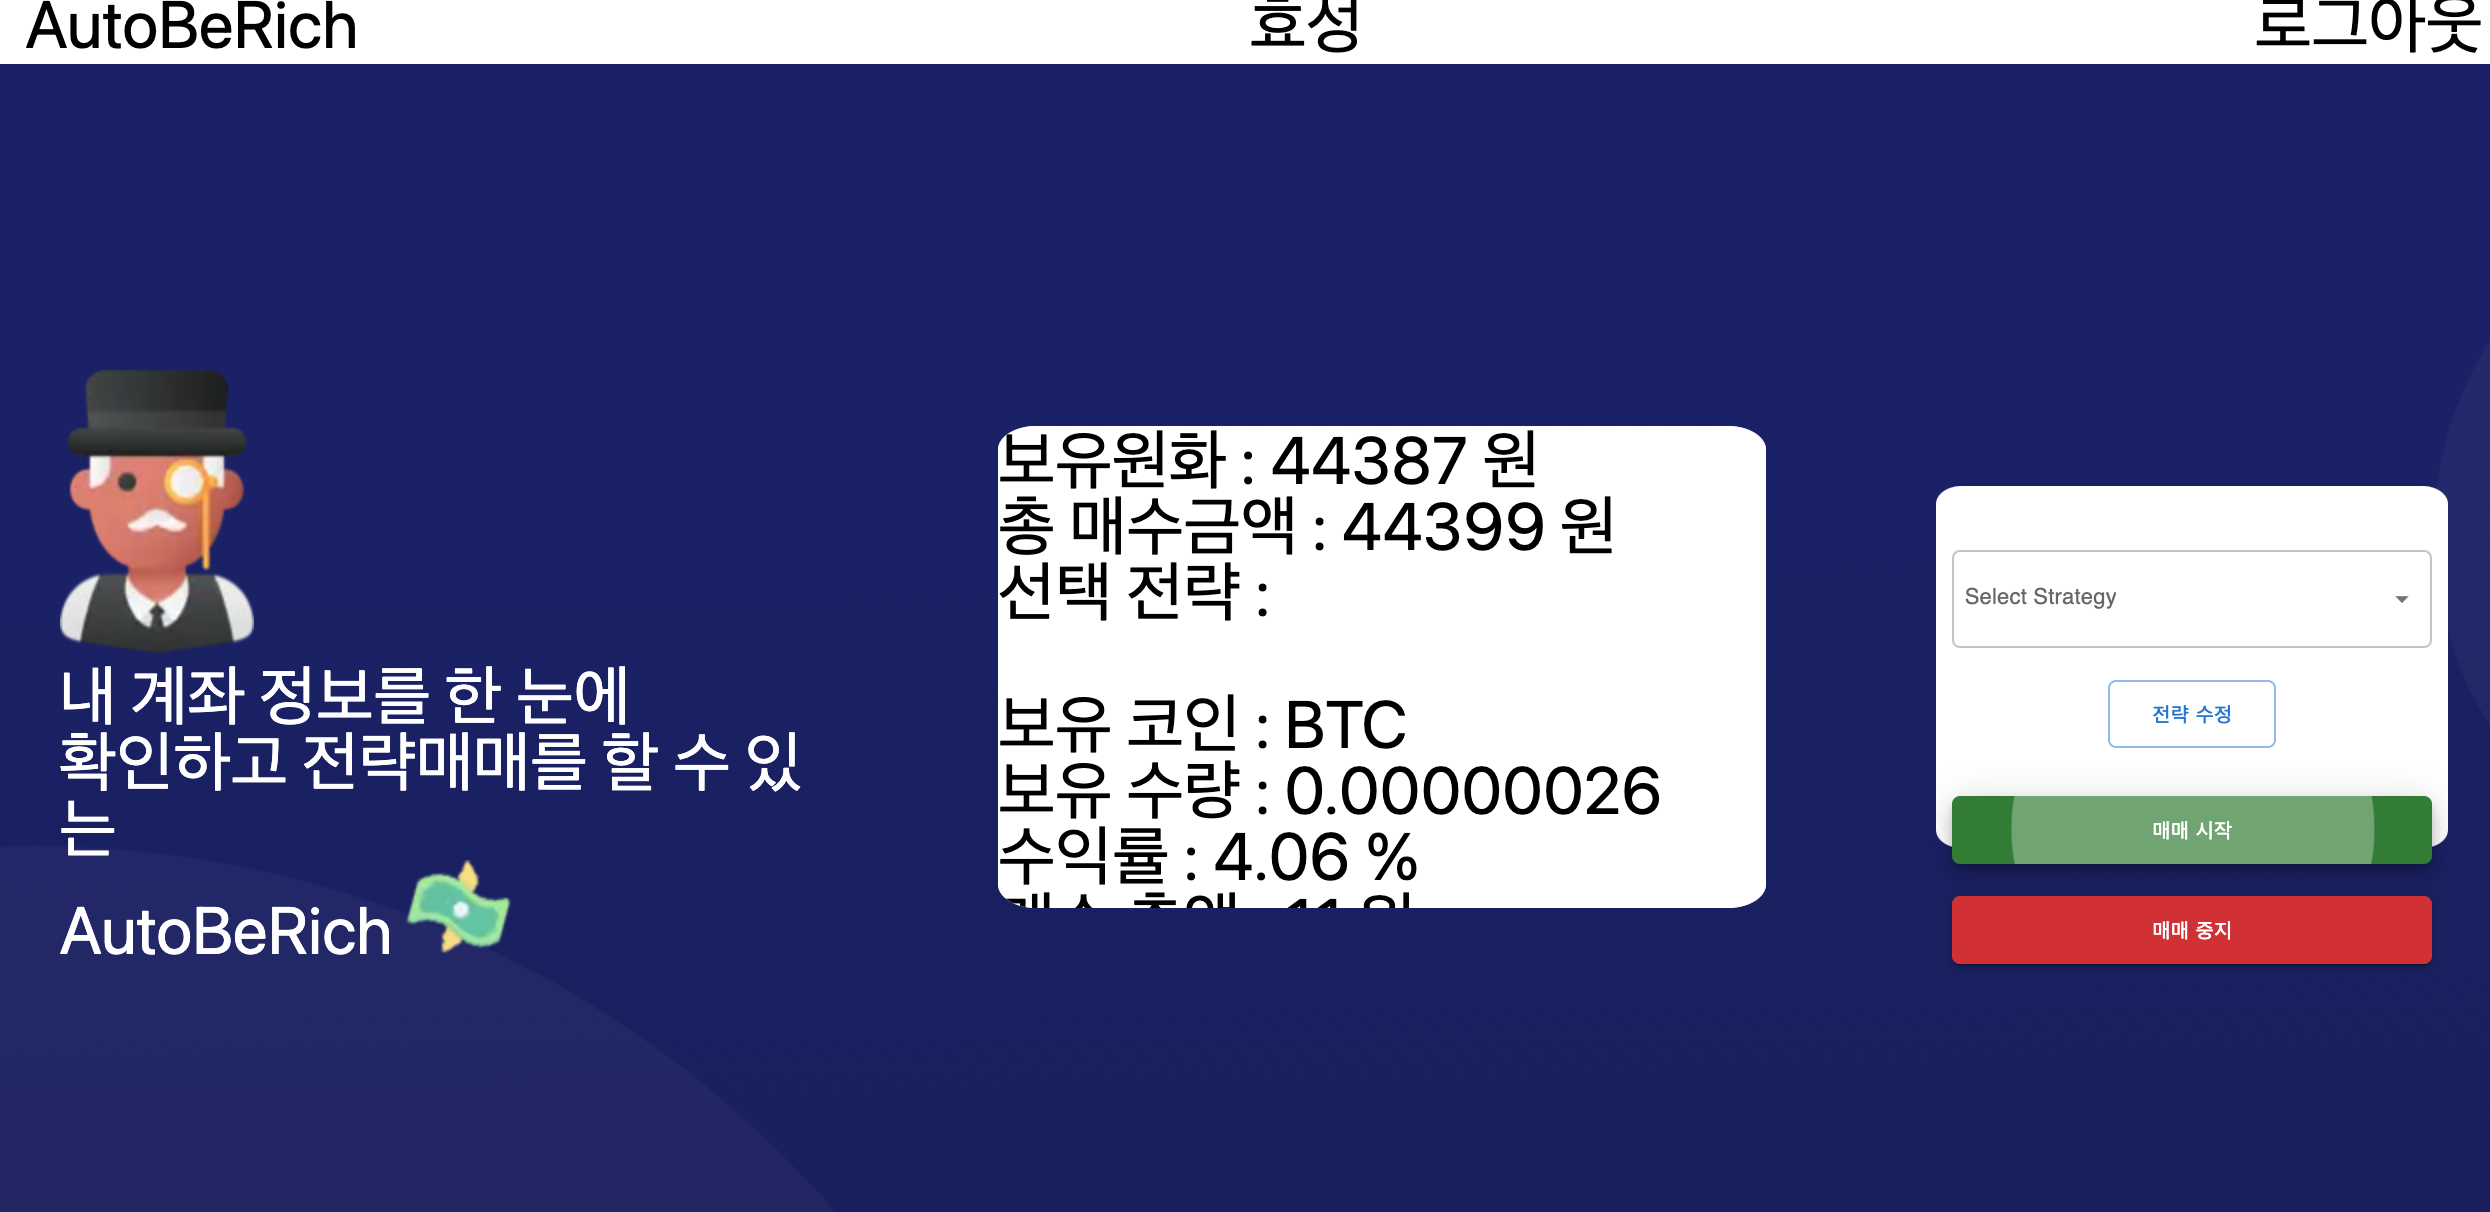 AutoBeRich
효성
로그아웃
내 계좌 정보를 한 눈에
확인하고 전략매매를 할 수 있
는
AutoBeRich
보유원화 : 44387 원
총 매수금액 : 44399 원
선택 전략 :
보유 코인 : BTC
보유 수량 : 0.00000026
수익률 : 4.06 %
Select Strategy
전략 수정
매매 시작
매매 중지